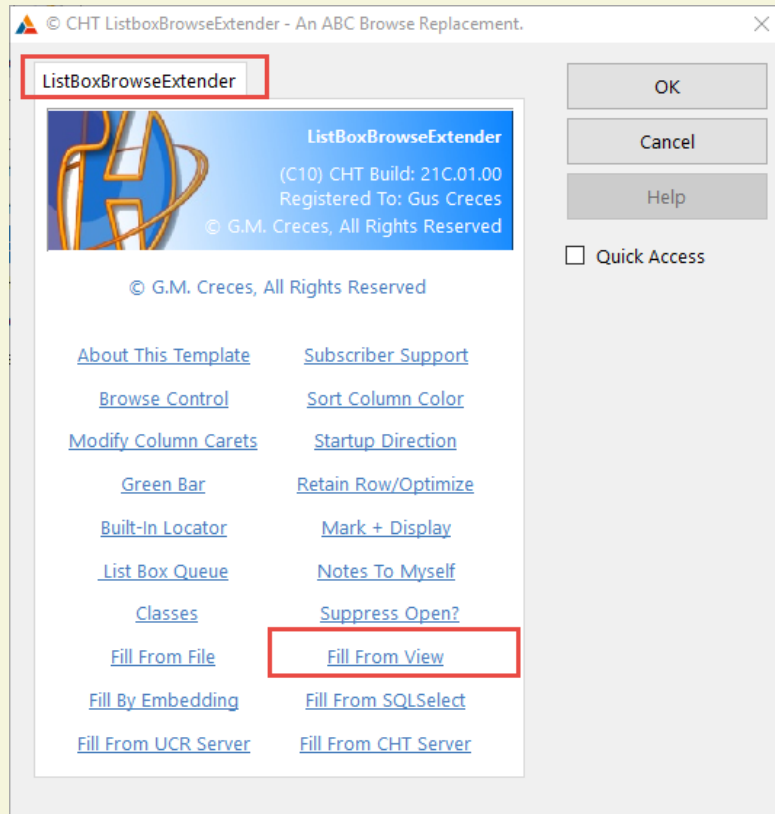 © CHT ListboxBrowseExtender - An ABC Browse Replacement.
ListBoxBrowseExtender
OK
Cancel
Help
Quick Access
ListBoxBrowseExtender
(C10) CHT Build: 21C.01.00
Registered To: Gus Creces
© G.M. Creces, All Rights Reserved
© G.M. Creces, All Rights Reserved
About This Template Subscriber Support
Browse Control Sort Column Color
Modify Column Carets Startup Direction
Green Bar Retain Row/Optimize
Built-In Locator Mark + Display
List Box Queue Notes To Myself
Classes Suppress Open?
Fill From File Fill From View
Fill By Embedding Fill From SQLSelect
Fill From UCR Server Fill From CHT Server